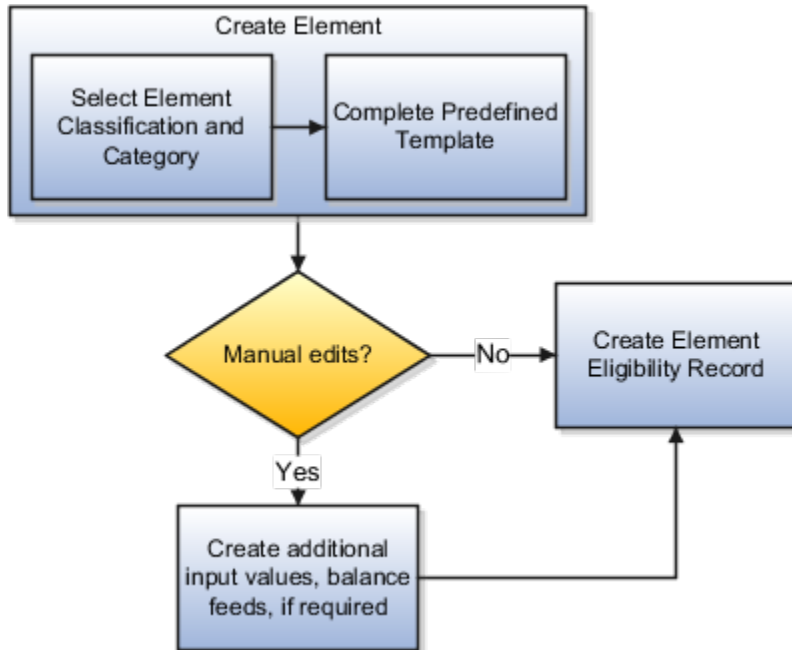 Create Element
Select Element
Classification and
Category
Complete Predefined
Template
Manual edits?
No
Create Element
Eligibility Record
Yes
Create additional
input values, balance
feeds, if required